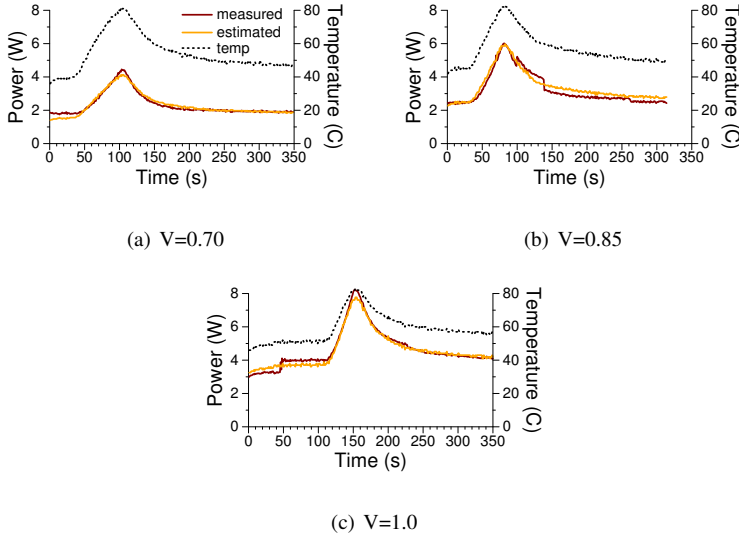 measured
estimated
temp
8
6
4
2
0
80
60
40
20
0
0 50 100 150 200 250 300 350
Power (W)
Temperature (C)
Time (s)
(a) V=0.70
8
6
4
2
0
80
60
40
20
0
0 50 100 150 200 250 300 350
Power (W)
Temperature (C)
Time (s)
(b) V=0.85
8
6
4
2
0
80
60
40
20
0
0 50 100 150 200 250 300 350
Power (W)
Temperature (C)
Time (s)
(c) V=1.0